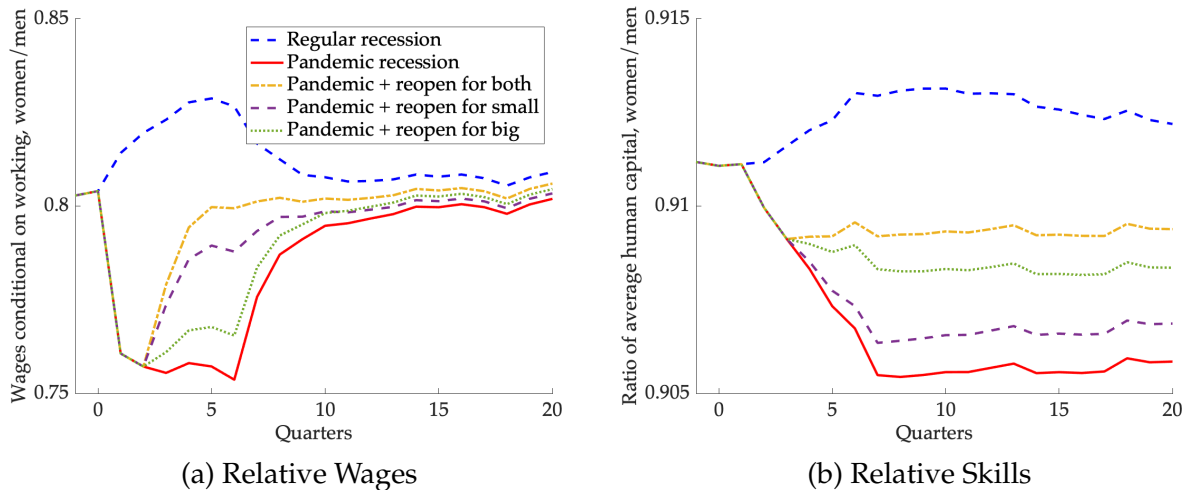 Wages conditional on working, women/men
0.85
0.8
0.75
Regular recession
Pandemic recession
Pandemic + reopen for both
Pandemic + reopen for small
Pandemic + reopen for big
0 5 10 15 20
Quarters
(a) Relative Wages
Ratio of average human capital, women/men
0.915
0.91
0.905
0 5 10 15 20
Quarters
(b) Relative Skills